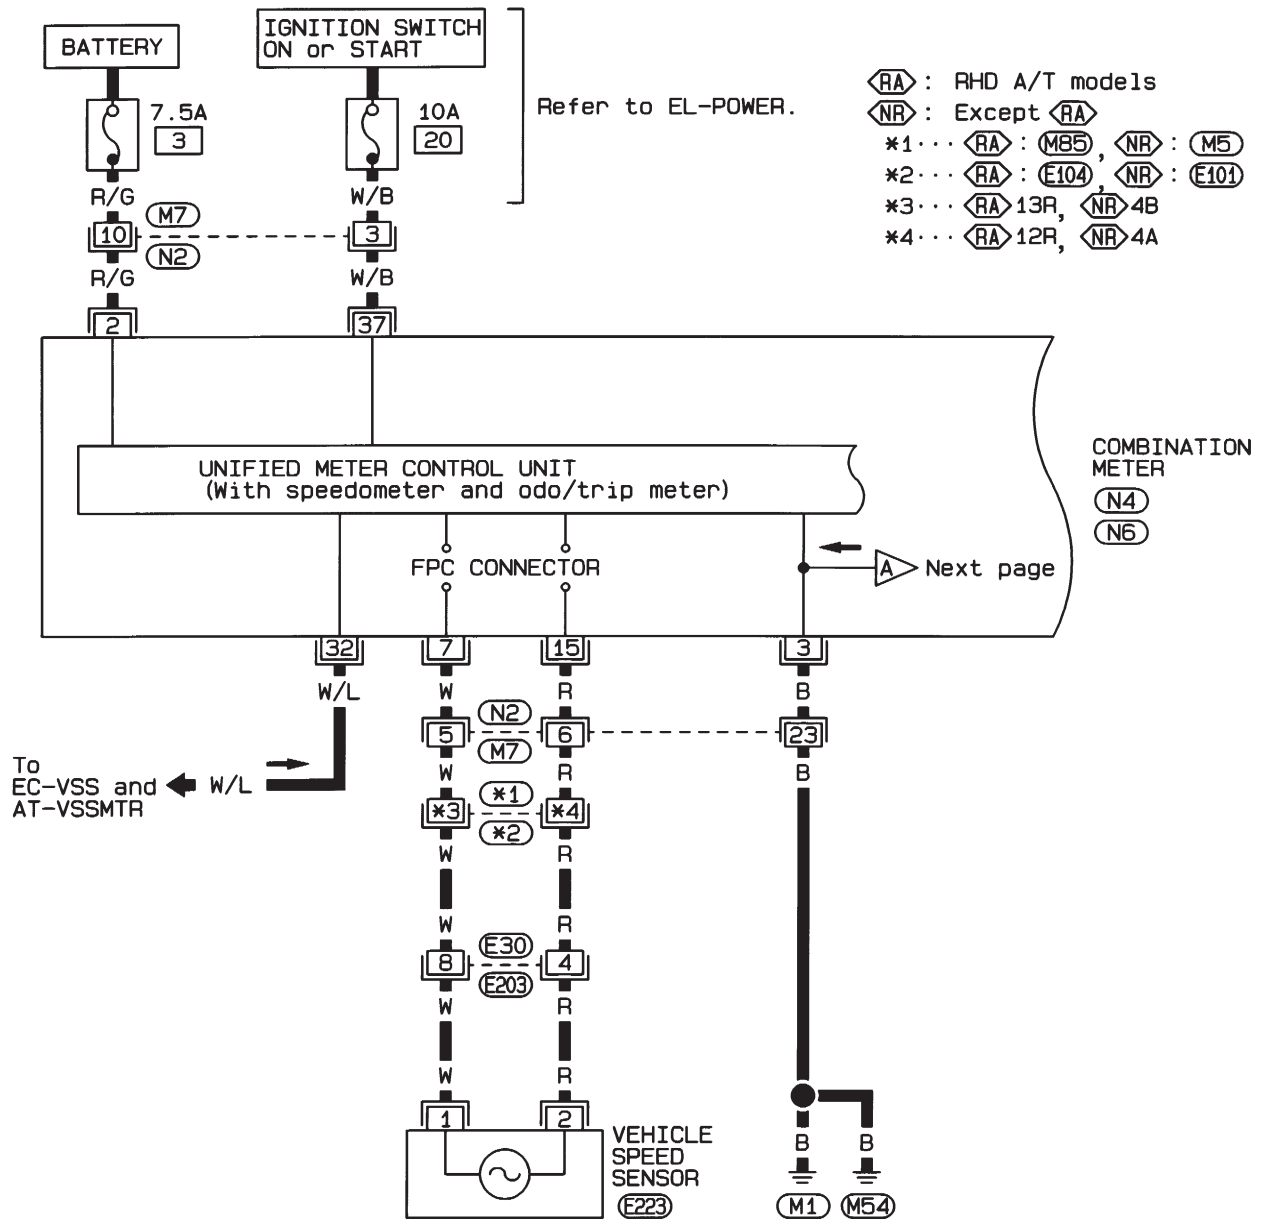 BATTERY
IGNITION SWITCH
ON or START
7.5A
3
10A
20
Refer to EL-POWER.
RA : RHD A/T models
NR : Except RA
*1··· RA : M85 , NR : M5
*2··· RA : E104 , NR : E101
*3··· RA 13R, NR 4B
*4··· RA 12R, NR 4A
R/G
W/B
M7
10
3
N2
R/G
W/B
2
37
UNIFIED METER CONTROL UNIT
(With speedometer and odo/trip meter)
COMBINATION
METER
N4
N6
FPC CONNECTOR
A Next page
32
7
15
3
W/L
W
R
B
N2
5
6
23
M7
W
R
B
To
EC-VSS and
AT-VSSMTR
W/L
*1
*3
*4
*2
W
R
W
R
E30
8
4
E203
W
R
W
R
1
2
VEHICLE
SPEED
SENSOR
E223
B
B
M1
M54